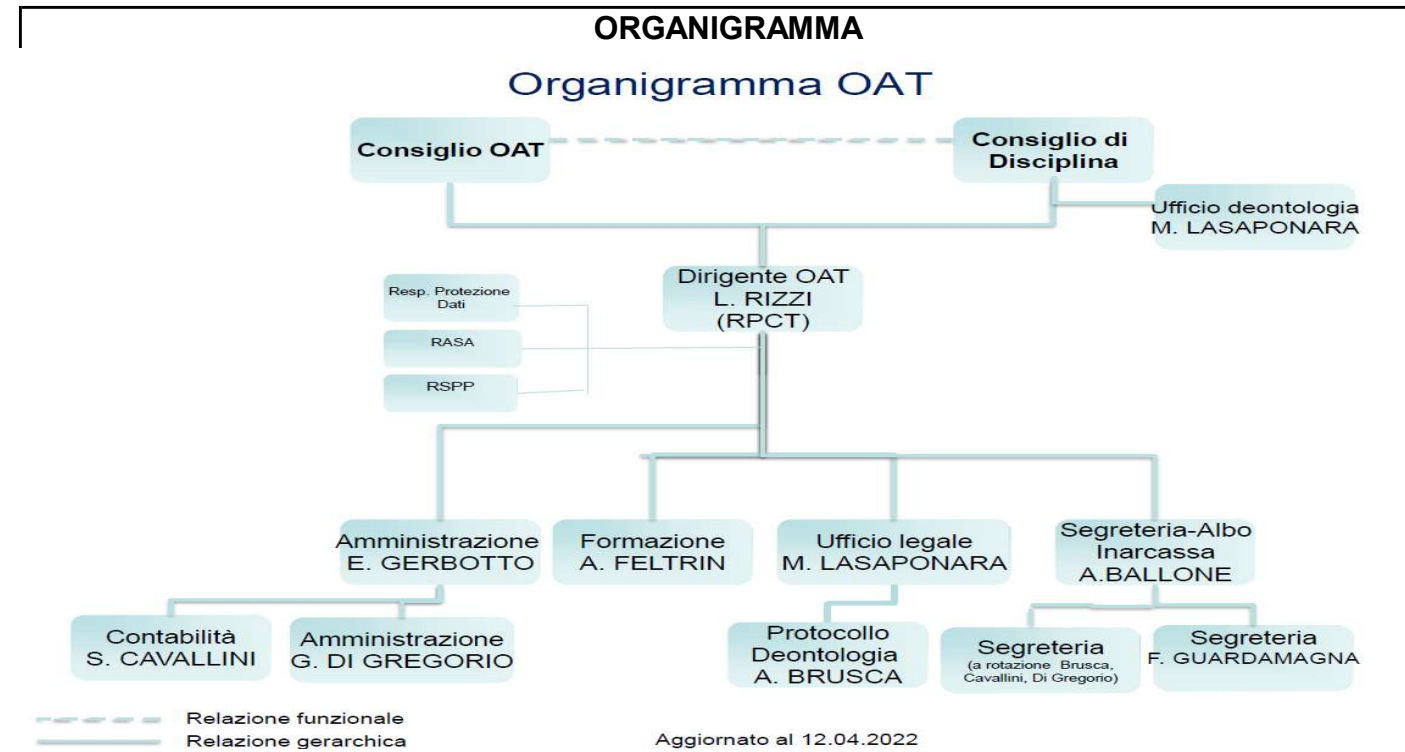 ORGANIGRAMMA
Organigramma OAT
Consiglio OAT
Consiglio di
Disciplina
Ufficio deontologia
M. LASAPONARA
Dirigente OAT
L. RIZZI
(RPCT)
Resp. Protezione
Dati
RASA
RSPP
Amministrazione
E. GERBOTTO
Formazione
A. FELTRIN
Ufficio legale
M. LASAPONARA
Segreteria-Albo
Inarcassa
A.BALLONE
Contabilità
S. CAVALLINI
Amministrazione
G. DI GREGORIO
Protocollo
Deontologia
A. BRUSCA
Segreteria
(a rotazione Brusca,
Cavallini, Di Gregorio)
Segreteria
F. GUARDAMAGNA
Relazione funzionale
Relazione gerarchica
Aggiornato al 12.04.2022